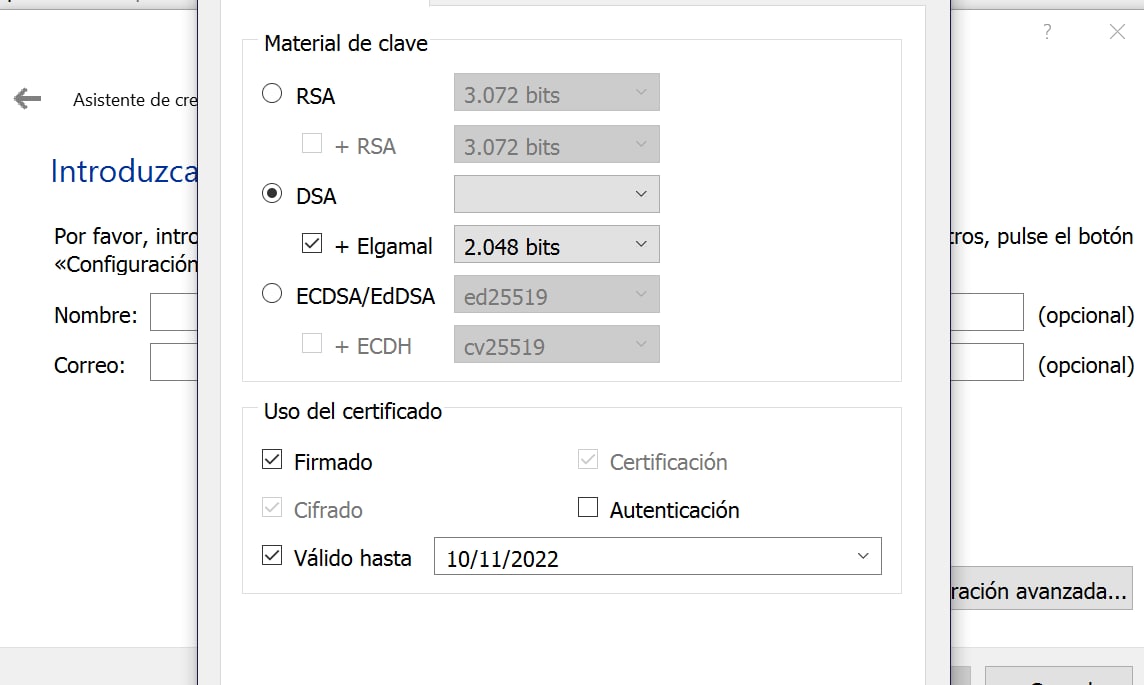 Material de clave
?
RSA
3.072 bits
Asistente de cre
+ RSA
3.072 bits
Introduzca
DSA
Por favor, intro
+ Elgamal
2.048 bits
tros, pulse el botón
«Configuración
ECDSA/EdDSA
ed25519
Nombre:
(opcional)
+ ECDH
cv25519
Correo:
(opcional)
Uso del certificado
Firmado
Certificación
Cifrado
Autenticación
Válido hasta
10/11/2022
ración avanzada...